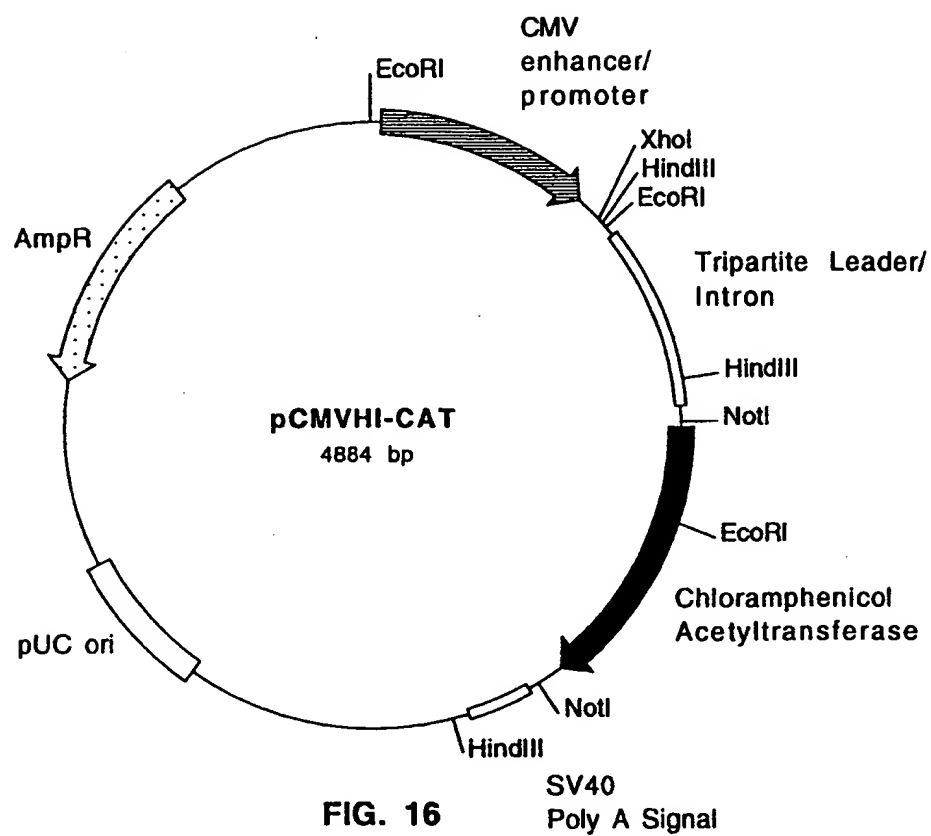 CMV
enhancer/
promoter
EcoRI
XhoI
HindIII
EcoRI
AmpR
Tripartite Leader/
Intron
HindIII
pCMVHI-CAT
4884 bp
NotI
EcoRI
Chloramphenicol
Acetyltransferase
pUC ori
NotI
HindIII
SV40
Poly A Signal
FIG. 16